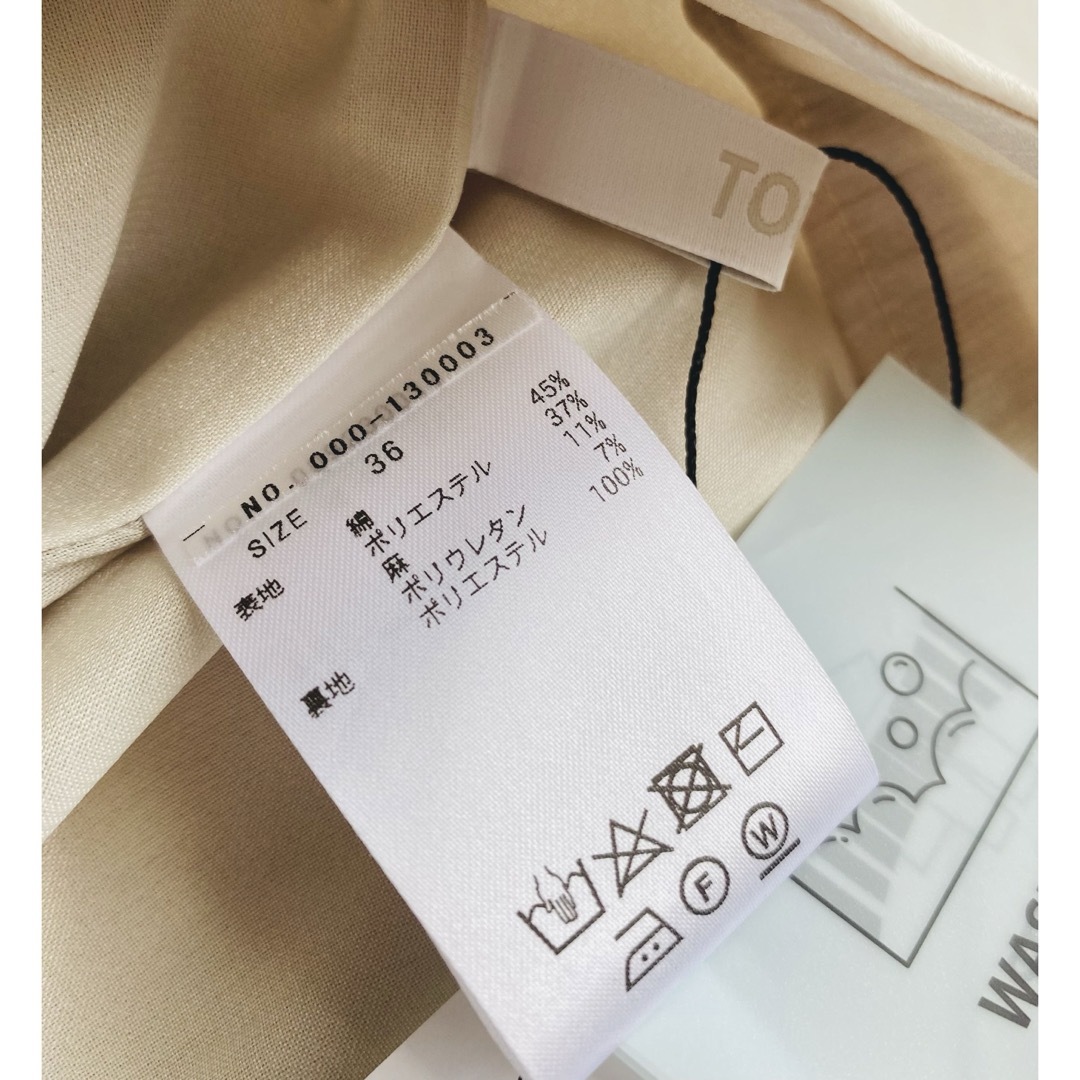 TO
NO. 000-130003
SIZE 36
表地 綿 45%
ポリエステル 37%
麻 11%
ポリウレタン 7%
裏地 ポリエステル 100%
F
W
WAS